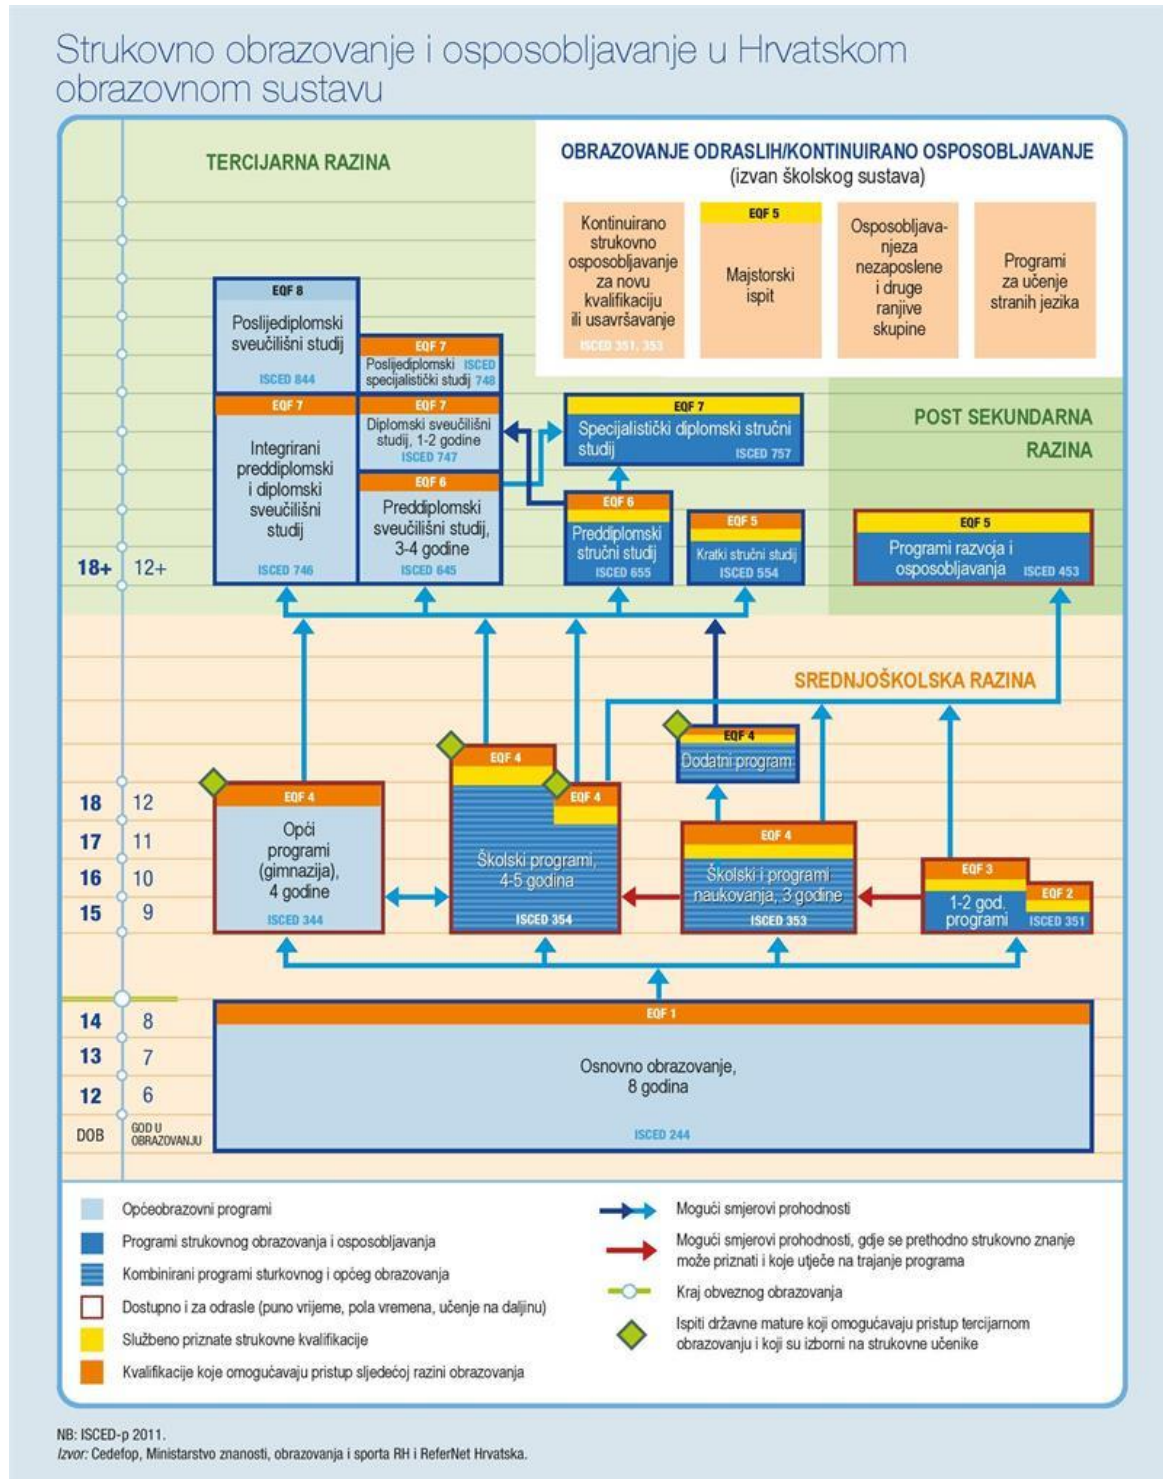 Strukovno obrazovanje i osposobljavanje u Hrvatskom
obrazovnom sustavu
TERCIJARNA RAZINA
OBRAZOVANJE ODRASLIH/KONTINUIRANO OSPOSOBLJAVANJE
(izvan školskog sustava)
Kontinuirano
strukovno
osposobljavanje
za novu
kvalifikaciju
ili usavršavanje
ISCED 351, 353
EQF 5
Majstorski
ispit
Osposobljava-
njeza
nezaposlene
i druge
ranjive
skupine
Programi
za učenje
stranih jezika
EQF 8
Poslijediplomski
sveučilišni studij
ISCED 844
EQF 7
Poslijediplomski ISCED
specijalistički studij 748
EQF 7
Integrirani
preddiplomski
i diplomski
sveučilišni
studij
ISCED 746
EQF 7
Diplomski sveučilišni
studij, 1-2 godine
ISCED 747
EQF 6
Preddiplomski
sveučilišni studij,
3-4 godine
ISCED 645
EQF 7
Specijalistički diplomski stručni
studij ISCED 757
EQF 6
Preddiplomski
stručni studij
ISCED 655
EQF 5
Kratki stručni studij
ISCED 554
POST SEKUNDARNA
RAZINA
EQF 5
Programi razvoja i
osposobljavanja ISCED 453
18+ 12+
SREDNJOŠKOLSKA RAZINA
EQF 4
Dodatni program
18 12
17 11
16 10
15 9
EQF 4
Opći
programi
(gimnazija),
4 godine
ISCED 344
EQF 4
EQF 4
Školski programi,
4-5 godina
ISCED 354
EQF 4
Školski i programi
naukovanja, 3 godine
ISCED 353
EQF 3
EQF 2
1-2 god.
programi ISCED 351
14 8
13 7
12 6
DOB
GOD U
OBRAZOVANJU
EQF 1
Osnovno obrazovanje,
8 godina
ISCED 244
Općeobrazovni programi
Programi strukovnog obrazovanja i osposobljavanja
Kombinirani programi sturkovnog i općeg obrazovanja
Dostupno i za odrasle (puno vrijeme, pola vremena, učenje na daljinu)
Službeno priznate strukovne kvalifikacije
Kvalifikacije koje omogućavaju pristup sljedećoj razini obrazovanja
Mogući smjerovi prohodnosti
Mogući smjerovi prohodnosti, gdje se prethodno strukovno znanje
može priznati i koje utječe na trajanje programa
Kraj obveznog obrazovanja
Ispiti državne mature koji omogućavaju pristup tercijarnom
obrazovanju i koji su izborni na strukovne učenike
NB: ISCED-p 2011.
Izvor: Cedefop, Ministarstvo znanosti, obrazovanja i sporta RH i ReferNet Hrvatska.